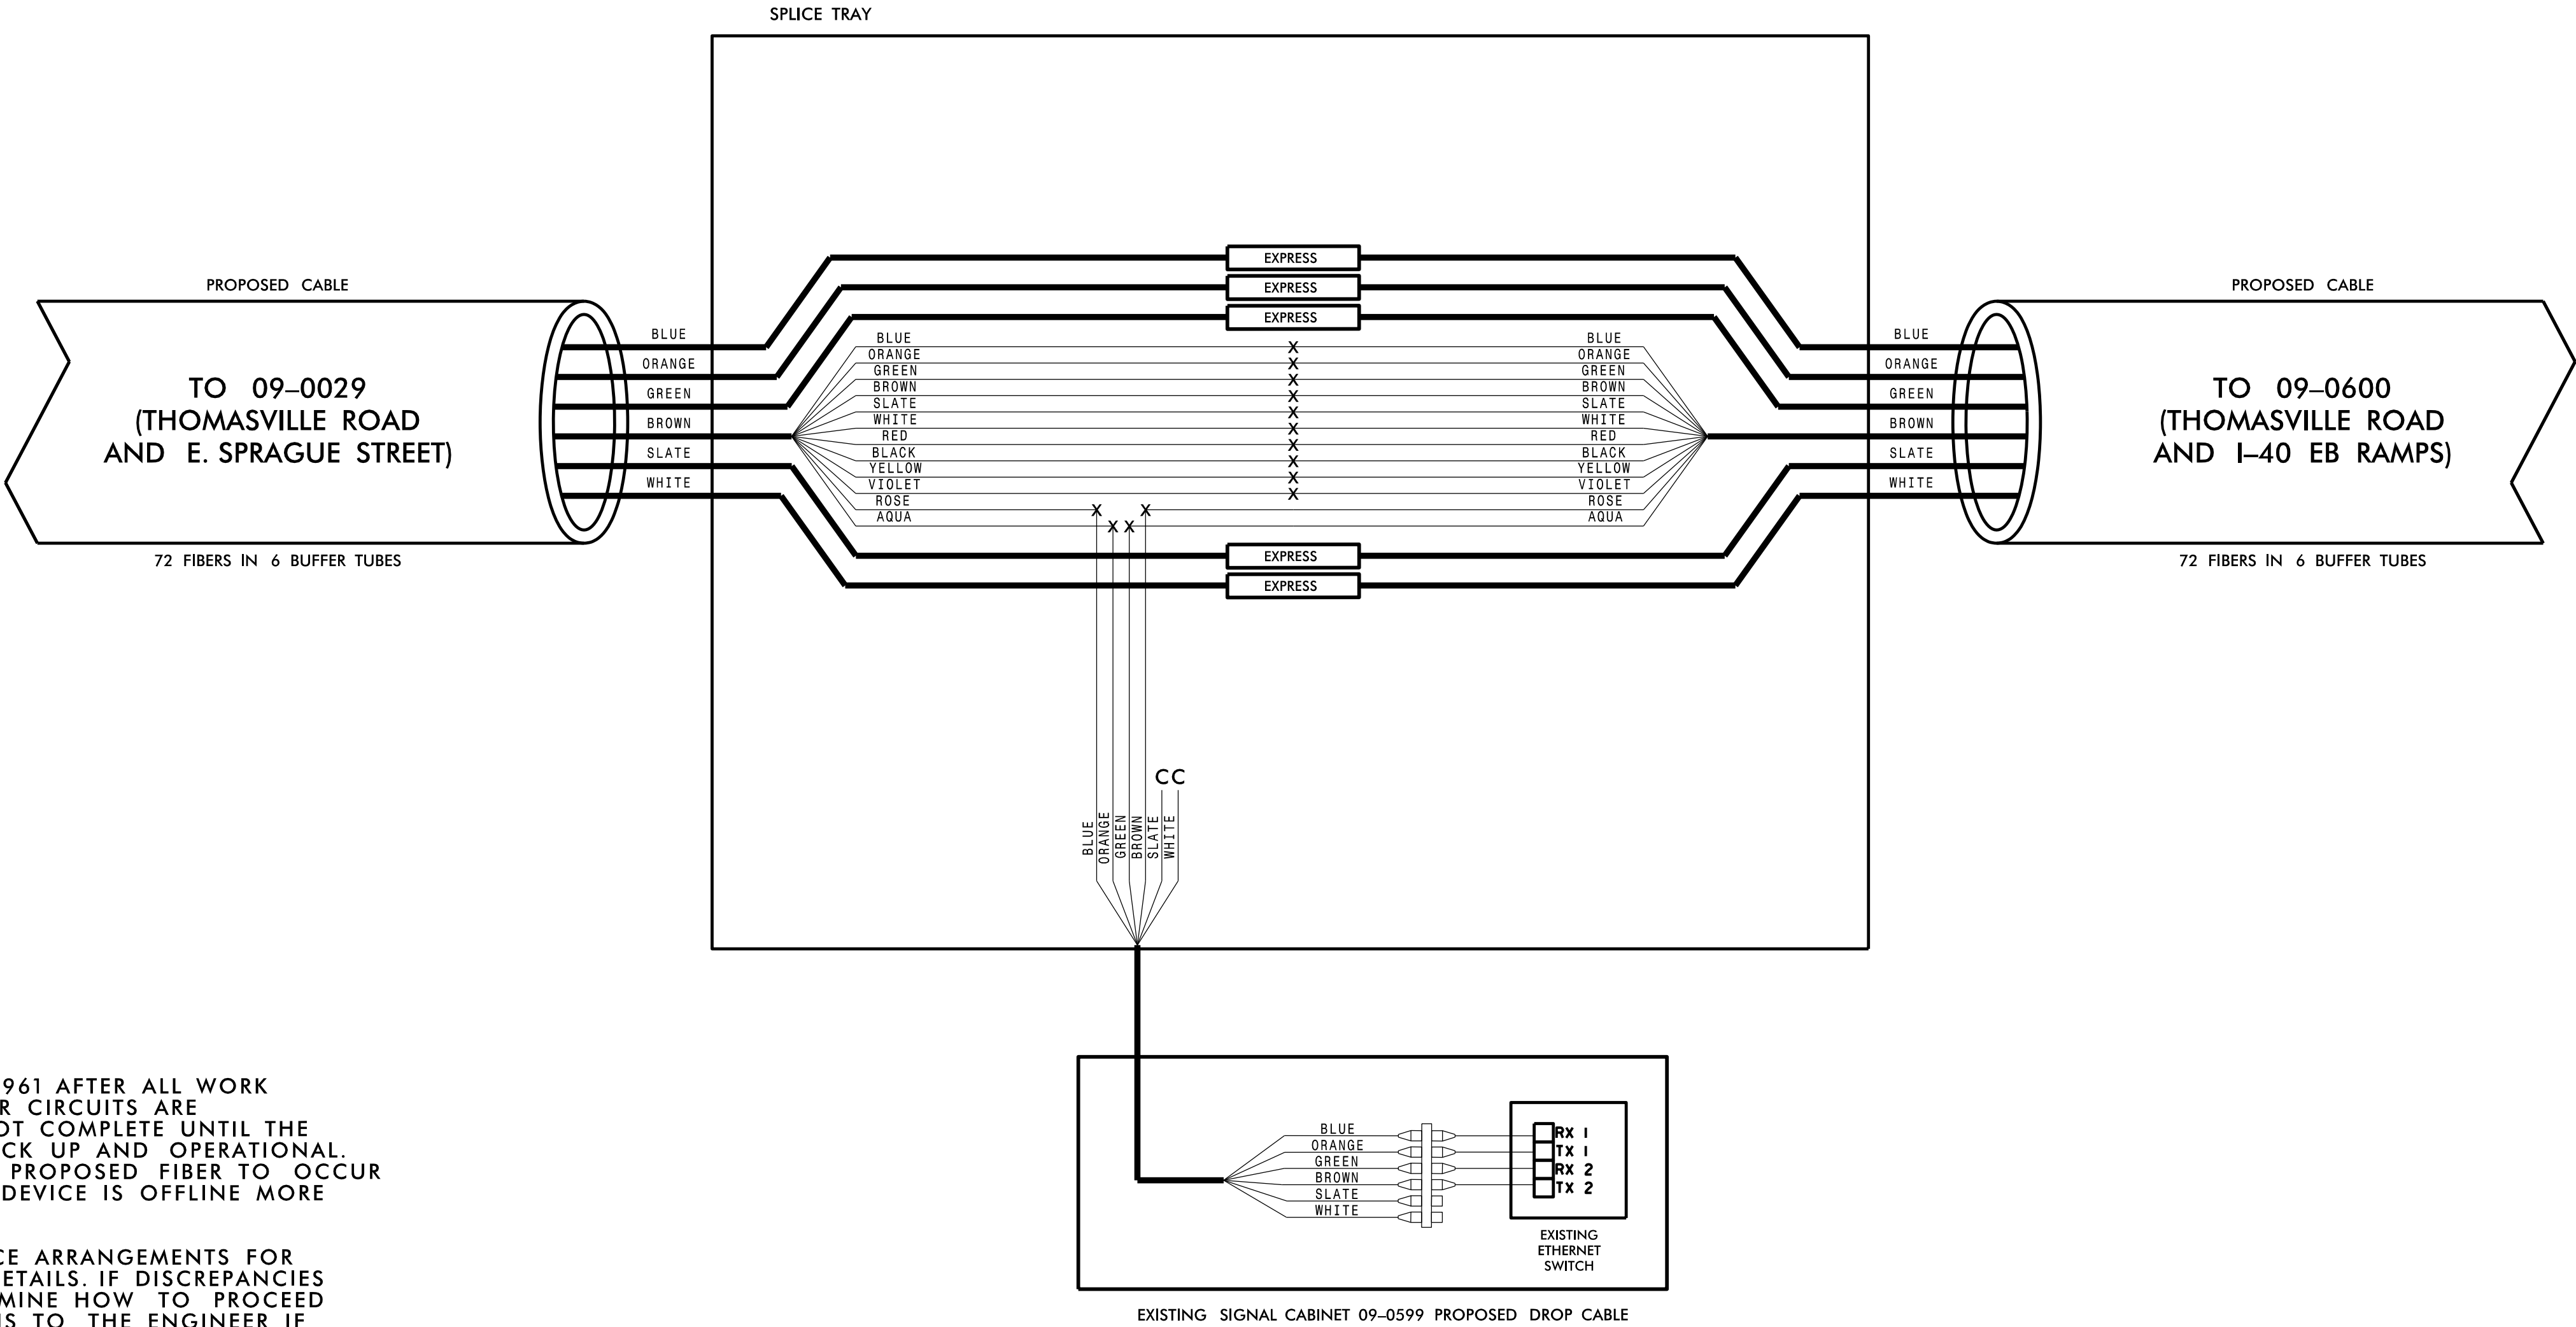 SPLICE TRAY
PROPOSED CABLE
TO 09-0029
(THOMASVILLE ROAD
AND E. SPRAGUE STREET)
72 FIBERS IN 6 BUFFER TUBES
BLUE
ORANGE
GREEN
BROWN
SLATE
WHITE
EXPRESS
EXPRESS
EXPRESS
BLUE
ORANGE
GREEN
BROWN
SLATE
WHITE
RED
BLACK
YELLOW
VIOLET
ROSE
AQUA
X
X
X
X
X
X
X
X
X
X
X
X X
X
BLUE
ORANGE
GREEN
BROWN
SLATE
WHITE
RED
BLACK
YELLOW
VIOLET
ROSE
AQUA
EXPRESS
EXPRESS
BLUE
ORANGE
GREEN
BROWN
SLATE
WHITE
PROPOSED CABLE
TO 09-0600
(THOMASVILLE ROAD
AND I-40 EB RAMPS)
72 FIBERS IN 6 BUFFER TUBES
CC
BLUE
ORANGE
GREEN
BROWN
SLATE
WHITE
961 AFTER ALL WORK
R CIRCUITS ARE
OT COMPLETE UNTIL THE
CK UP AND OPERATIONAL.
PROPOSED FIBER TO OCCUR
DEVICE IS OFFLINE MORE
CE ARRANGEMENTS FOR
ETAILS. IF DISCREPANCIES
MINE HOW TO PROCEED
NS TO THE ENGINEER IF
BLUE
ORANGE
GREEN
BROWN
SLATE
WHITE
RX 1
TX 1
RX 2
TX 2
EXISTING
ETHERNET
SWITCH
EXISTING SIGNAL CABINET 09-0599 PROPOSED DROP CABLE